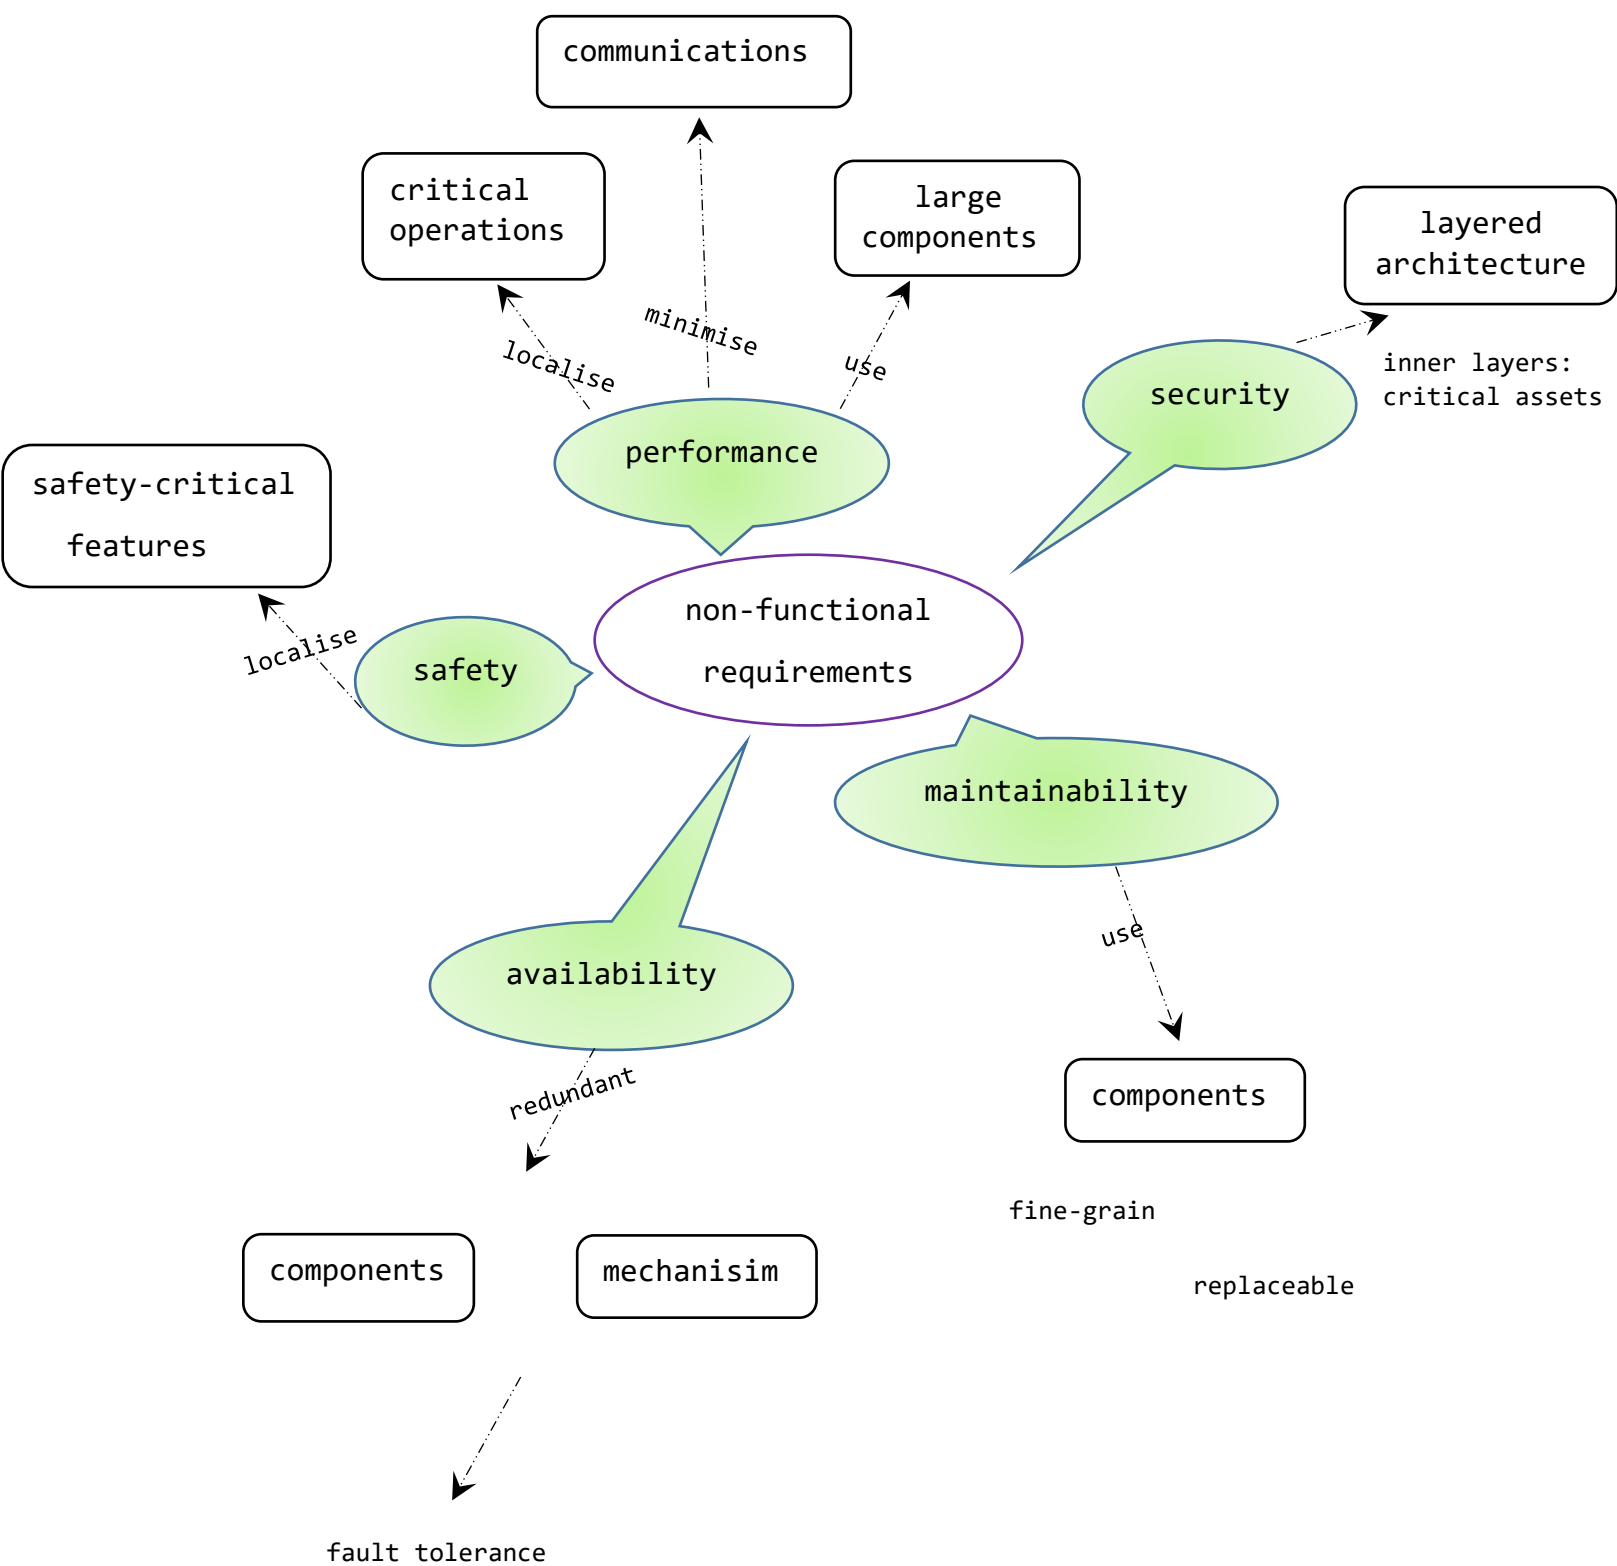 communications
critical
operations
large
components
layered
architecture
minimise
localise
use
inner layers:
critical assets
security
performance
safety-critical
features
non-functional
requirements
localise
safety
maintainability
use
availability
redundant
components
fine-grain
components
mechanisim
replaceable
fault tolerance